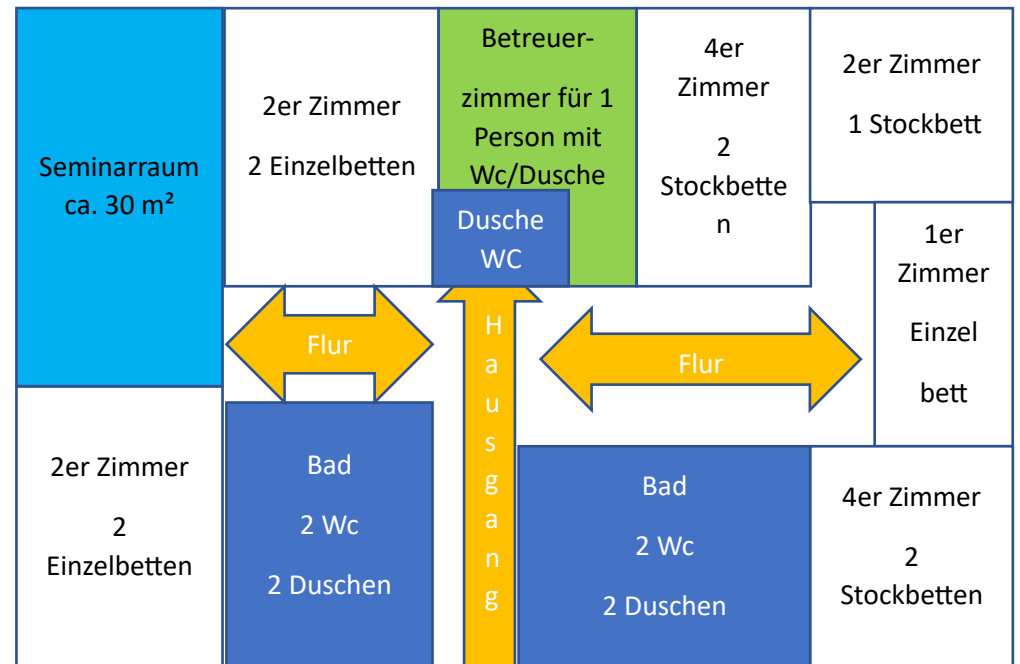 Seminarraum
ca. 30 m²
2er Zimmer
2 Einzelbetten
Betreuer-
zimmer für 1
Person mit
Wc/Dusche
Dusche
WC
4er
Zimmer
2
Stockbette
n
2er Zimmer
1 Stockbett
1er
Zimmer
Einzel
bett
Flur
H
a
u
s
g
a
n
g
Flur
2er Zimmer
2
Einzelbetten
Bad
2 Wc
2 Duschen
Bad
2 Wc
2 Duschen
4er Zimmer
2
Stockbetten